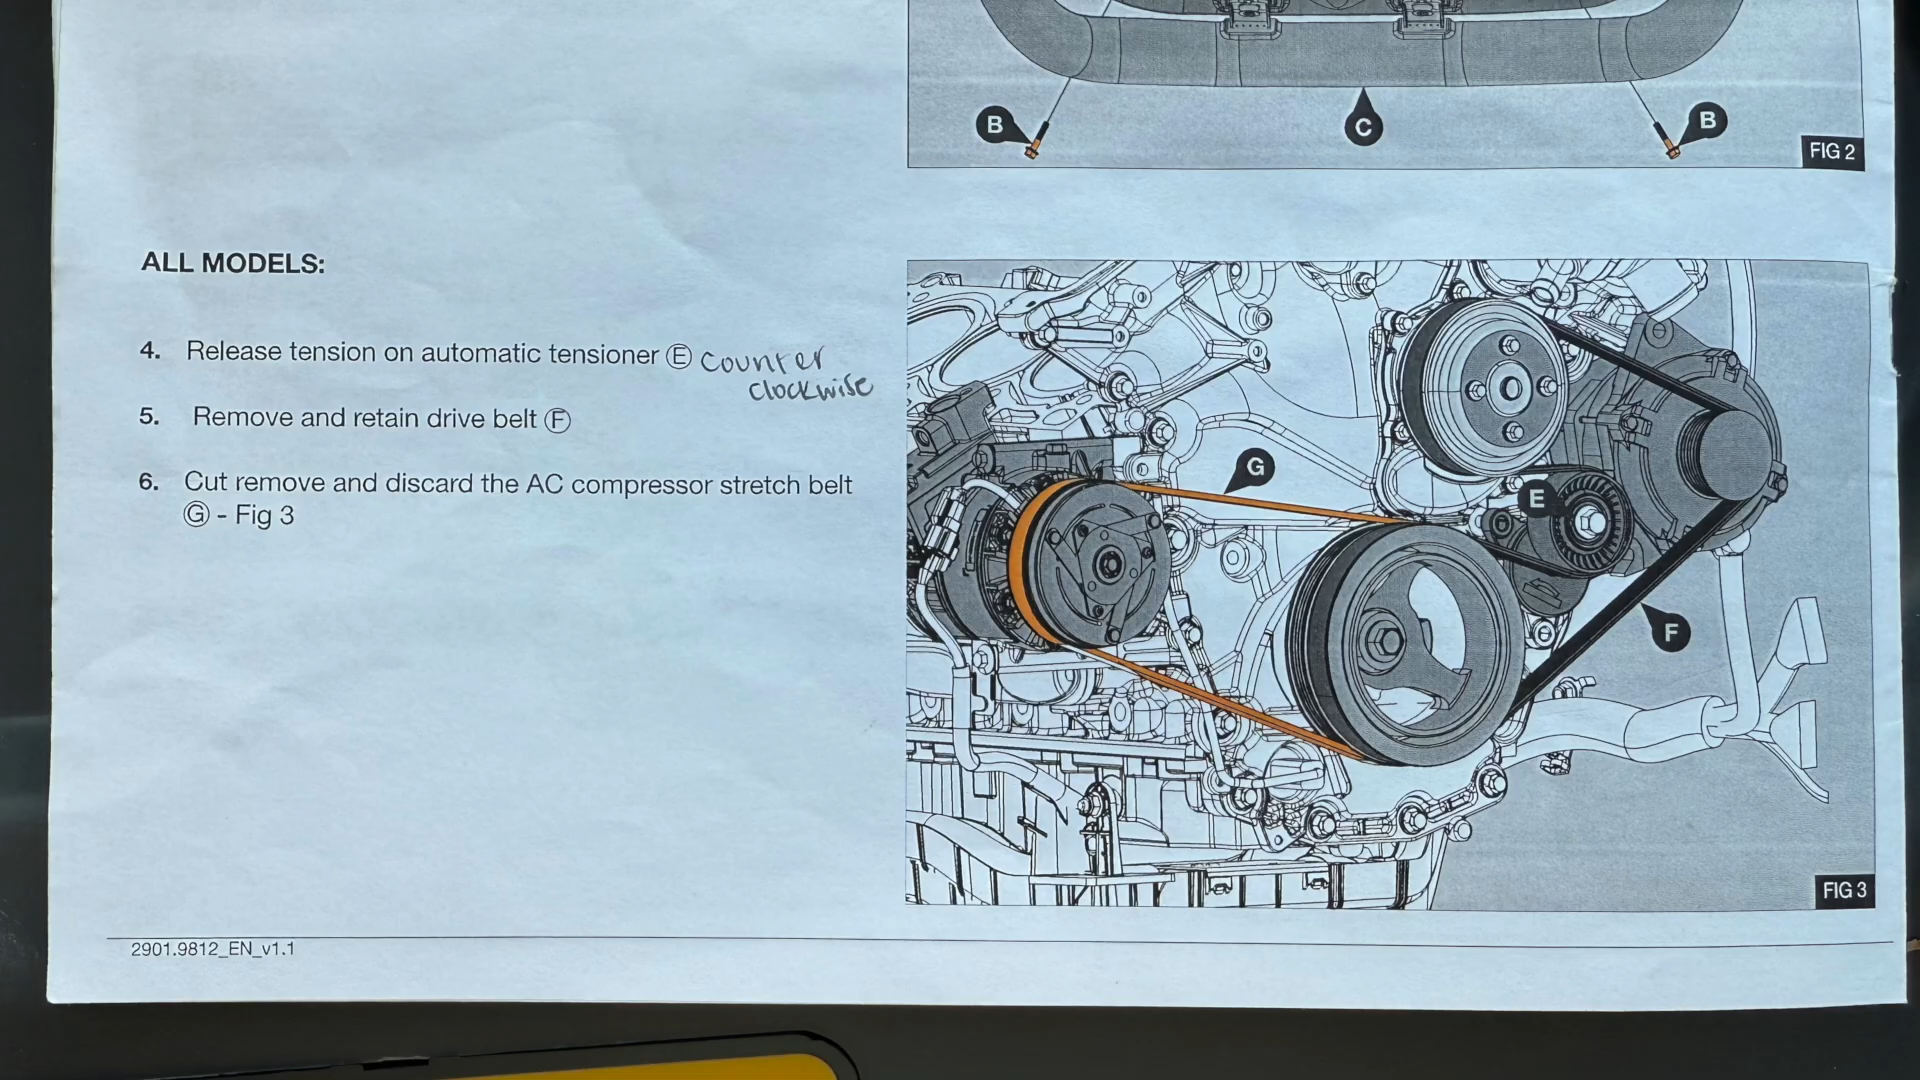 B
C
B
FIG 2
ALL MODELS:
4. Release tension on automatic tensioner Ⓔ counter
clockwise
5. Remove and retain drive belt Ⓕ
6. Cut remove and discard the AC compressor stretch belt
Ⓖ - Fig 3
G
E
F
FIG 3
2901.9812_EN_v1.1